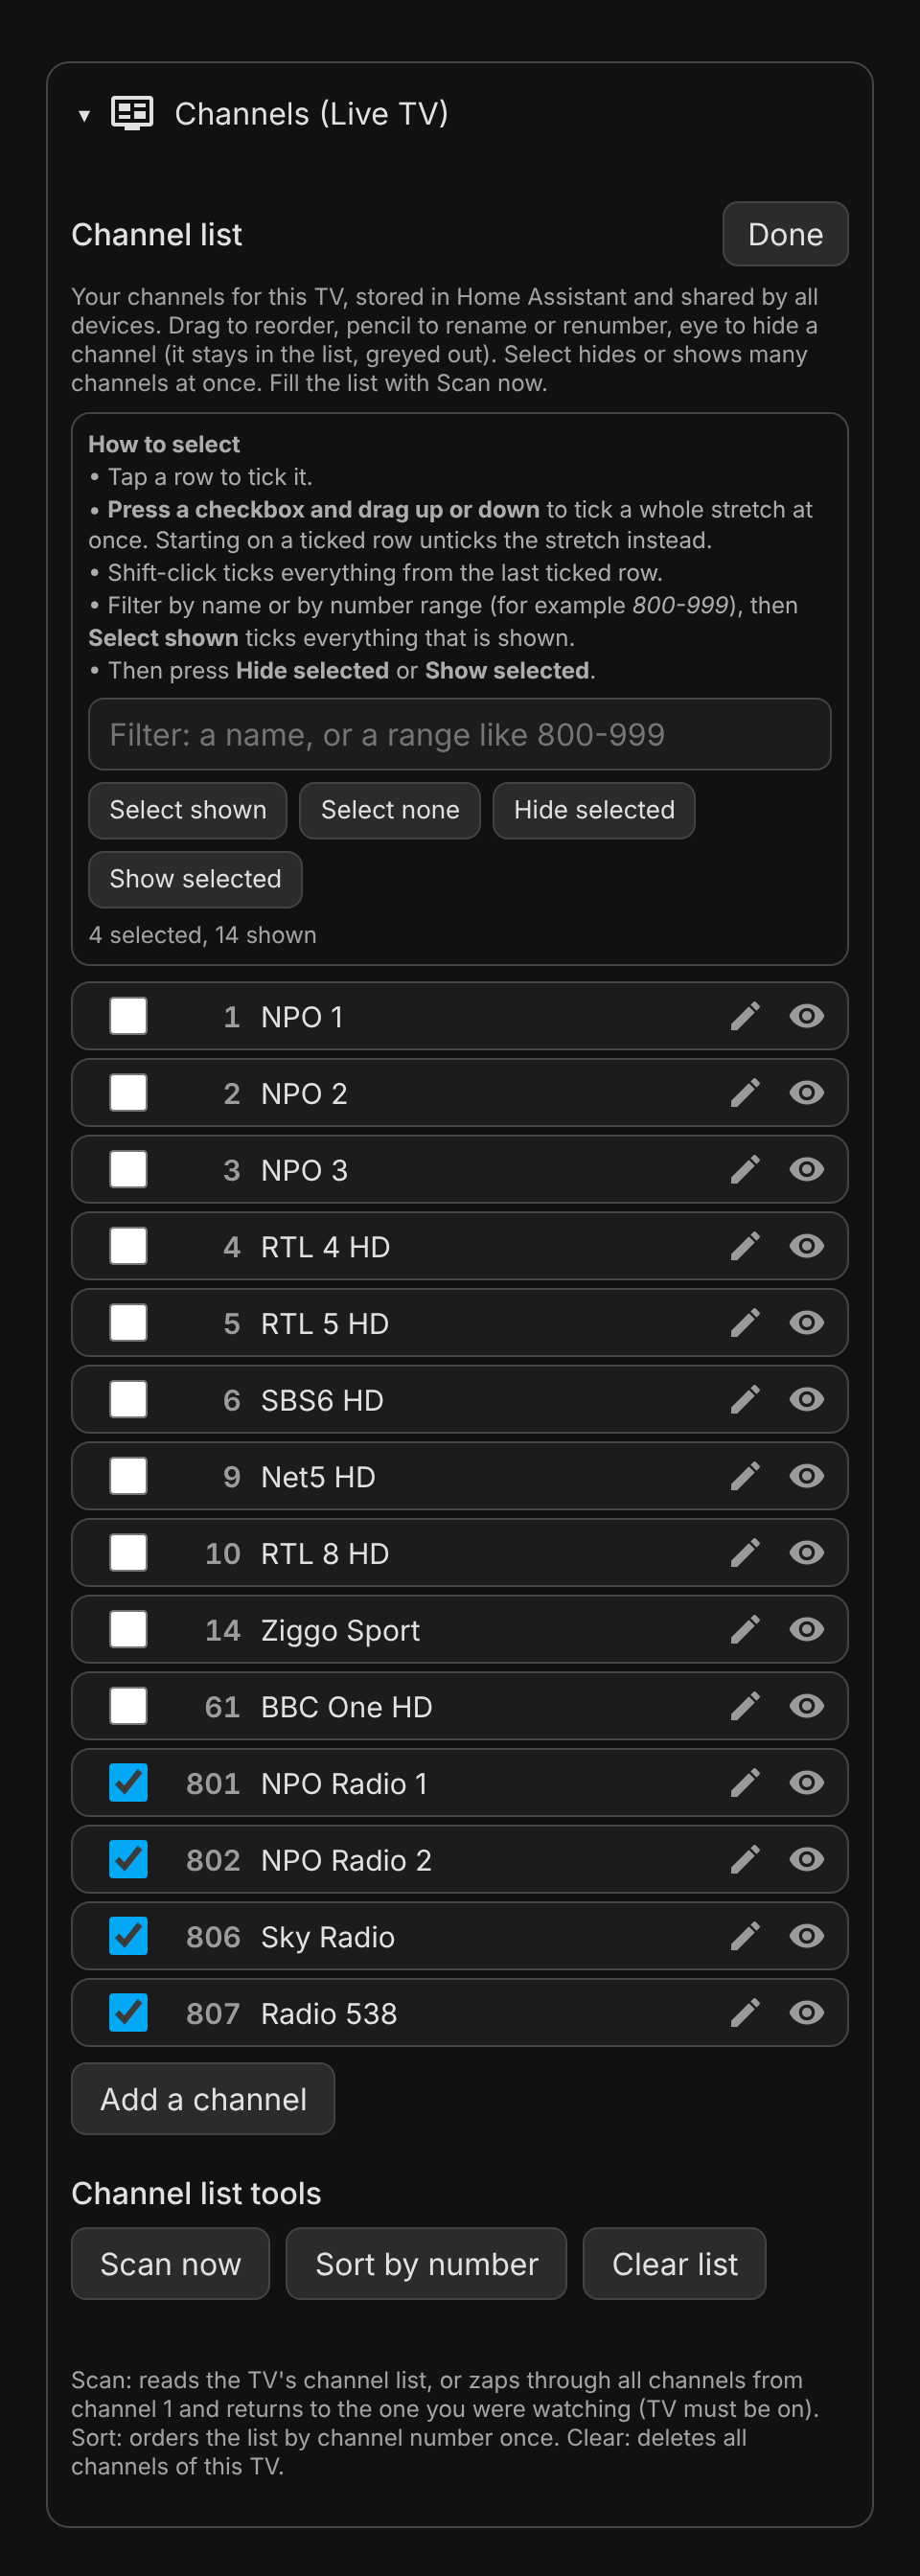 Channels (Live TV)
Channel list
Done
Your channels for this TV, stored in Home Assistant and shared by all
devices. Drag to reorder, pencil to rename or renumber, eye to hide a
channel (it stays in the list, greyed out). Select hides or shows many
channels at once. Fill the list with Scan now.
How to select
• Tap a row to tick it.
• Press a checkbox and drag up or down to tick a whole stretch at
once. Starting on a ticked row unticks the stretch instead.
• Shift-click ticks everything from the last ticked row.
• Filter by name or by number range (for example 800-999), then
Select shown ticks everything that is shown.
• Then press Hide selected or Show selected.
Filter: a name, or a range like 800-999
Select shown
Select none
Hide selected
Show selected
4 selected, 14 shown
1 NPO 1
2 NPO 2
3 NPO 3
4 RTL 4 HD
5 RTL 5 HD
6 SBS6 HD
9 Net5 HD
10 RTL 8 HD
14 Ziggo Sport
61 BBC One HD
801 NPO Radio 1
802 NPO Radio 2
806 Sky Radio
807 Radio 538
Add a channel
Channel list tools
Scan now
Sort by number
Clear list
Scan: reads the TV's channel list, or zaps through all channels from
channel 1 and returns to the one you were watching (TV must be on).
Sort: orders the list by channel number once. Clear: deletes all
channels of this TV.